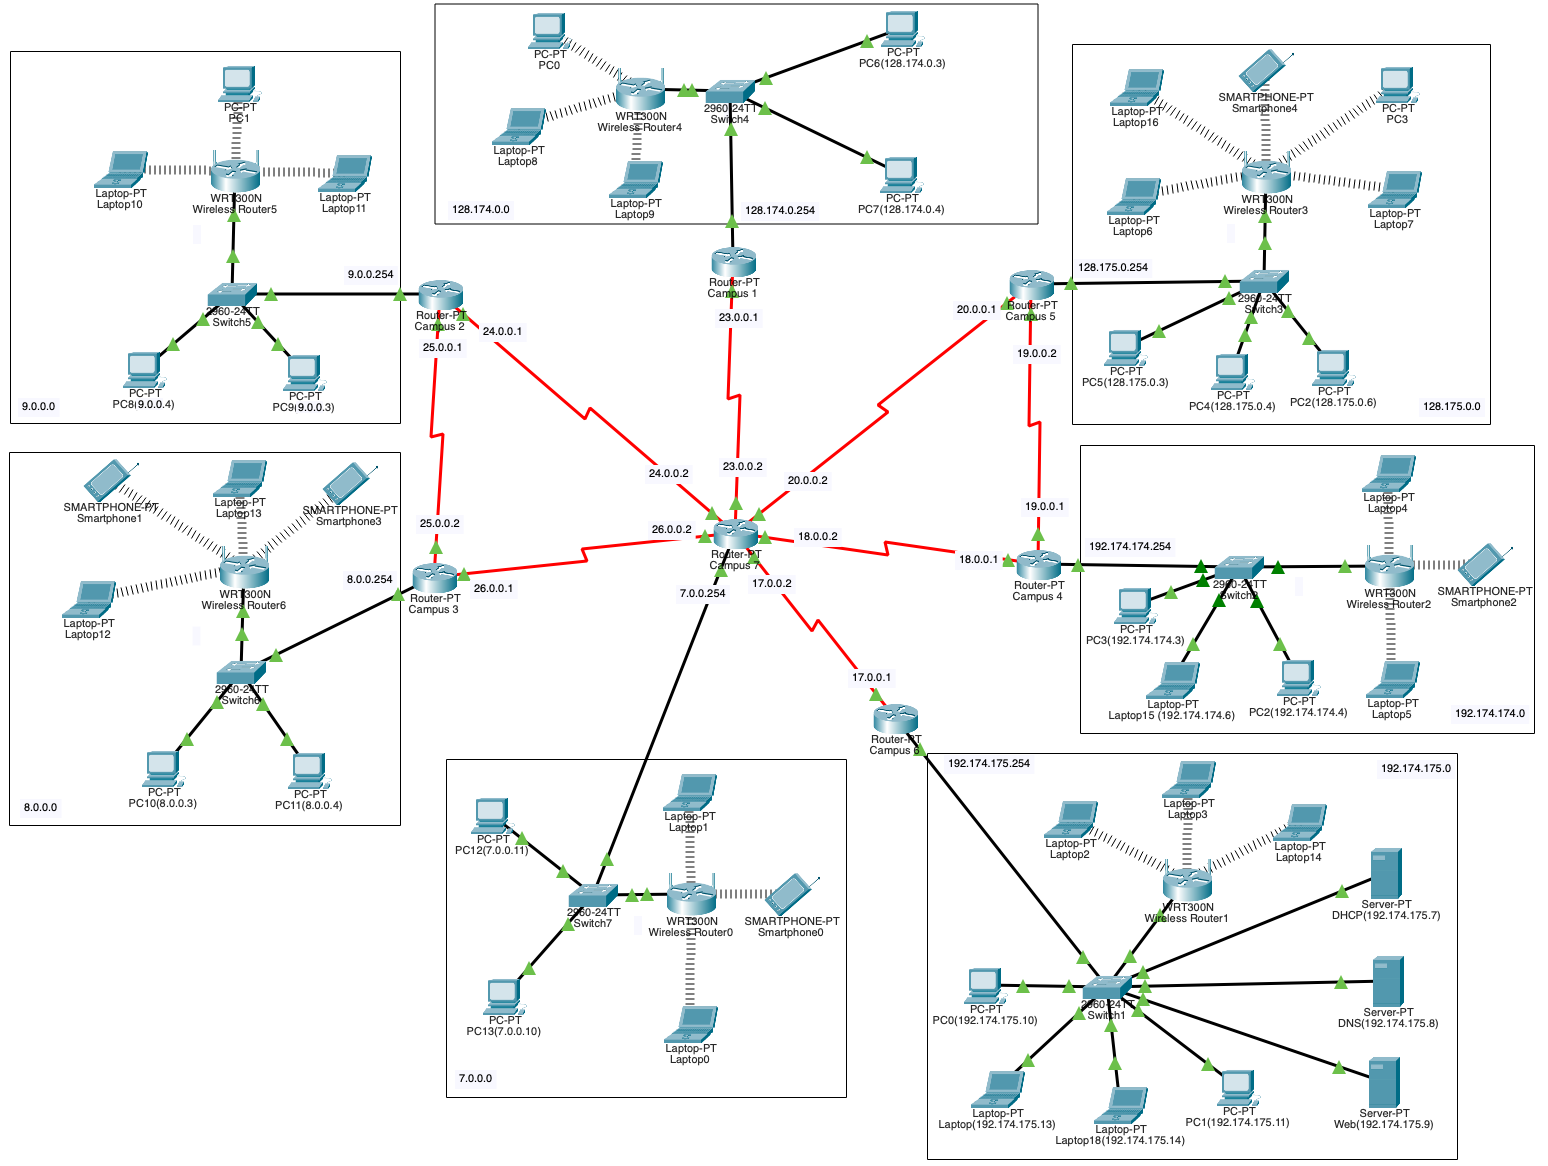 PC-PT
PC1
Laptop-PT
Laptop10
WRT300N
Wireless Router5
Laptop-PT
Laptop11
9.0.0.254
2960-24TT
Switch5
PC-PT
PC8(9.0.0.4)
PC-PT
PC9(9.0.0.3)
9.0.0.0
PC-PT
PC0
PC6(128.174.0.3)
PC-PT
WRT300N
Wireless Router4
2960-24TT
Switch4
Laptop-PT
Laptop8
Laptop-PT
Laptop9
PC-PT
PC7(128.174.0.4)
128.174.0.0
128.174.0.254
Laptop-PT
Laptop16
SMARTPHONE-PT
Smartphone4
PC-PT
PC3
Laptop-PT
Laptop6
WRT300N
Wireless Router3
Laptop-PT
Laptop7
128.175.0.254
2960-24TT
Switch3
PC-PT
PC5(128.175.0.3)
PC-PT
PC4(128.175.0.4)
PC-PT
PC2(128.175.0.6)
128.175.0.0
Router-PT
Campus 2
24.0.0.1
25.0.0.1
Router-PT
Campus 1
23.0.0.1
Router-PT
Campus 5
20.0.0.1
19.0.0.2
24.0.0.2
23.0.0.2
20.0.0.2
26.0.0.2
18.0.0.2
Router-PT
Campus 7
17.0.0.2
7.0.0.254
25.0.0.2
Router-PT
Campus 3
26.0.0.1
8.0.0.254
19.0.0.1
18.0.0.1
Router-PT
Campus 4
192.174.174.254
17.0.0.1
Router-PT
Campus 6
SMARTPHONE-PT
Smartphone1
Laptop-PT
Laptop13
SMARTPHONE-PT
Smartphone3
Laptop-PT
Laptop12
WRT300N
Wireless Router6
2960-24TT
Switch6
PC-PT
PC10(8.0.0.3)
PC-PT
PC11(8.0.0.4)
8.0.0.0
Laptop-PT
Laptop4
2960-24TT
Switch2
WRT300N
Wireless Router2
SMARTPHONE-PT
Smartphone2
PC-PT
PC3(192.174.174.3)
Laptop-PT
Laptop15 (192.174.174.6)
PC-PT
PC2(192.174.174.4)
Laptop-PT
Laptop5
192.174.174.0
PC-PT
PC12(7.0.0.11)
Laptop-PT
Laptop1
2960-24TT
Switch7
WRT300N
Wireless Router0
SMARTPHONE-PT
Smartphone0
PC-PT
PC13(7.0.0.10)
Laptop-PT
Laptop0
7.0.0.0
192.174.175.254
192.174.175.0
Laptop-PT
Laptop3
Laptop-PT
Laptop2
Laptop-PT
Laptop14
WRT300N
Wireless Router1
Server-PT
DHCP(192.174.175.7)
PC-PT
PC0(192.174.175.10)
2960-24TT
Switch1
Server-PT
DNS(192.174.175.8)
Laptop-PT
Laptop(192.174.175.13)
Laptop-PT
Laptop18(192.174.175.14)
PC-PT
PC1(192.174.175.11)
Server-PT
Web(192.174.175.9)